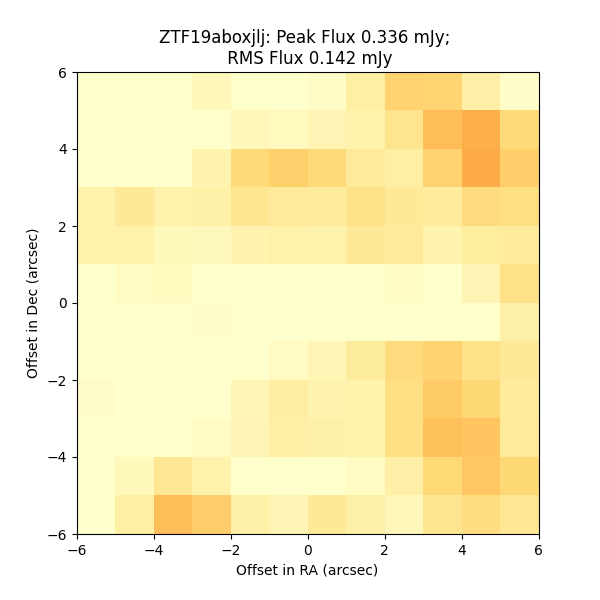 ZTF19aboxjlj: Peak Flux 0.336 mJy;
RMS Flux 0.142 mJy
6
4
2
0
−2
−4
−6
Offset in Dec (arcsec)
−6 −4 −2 0 2 4 6
Offset in RA (arcsec)